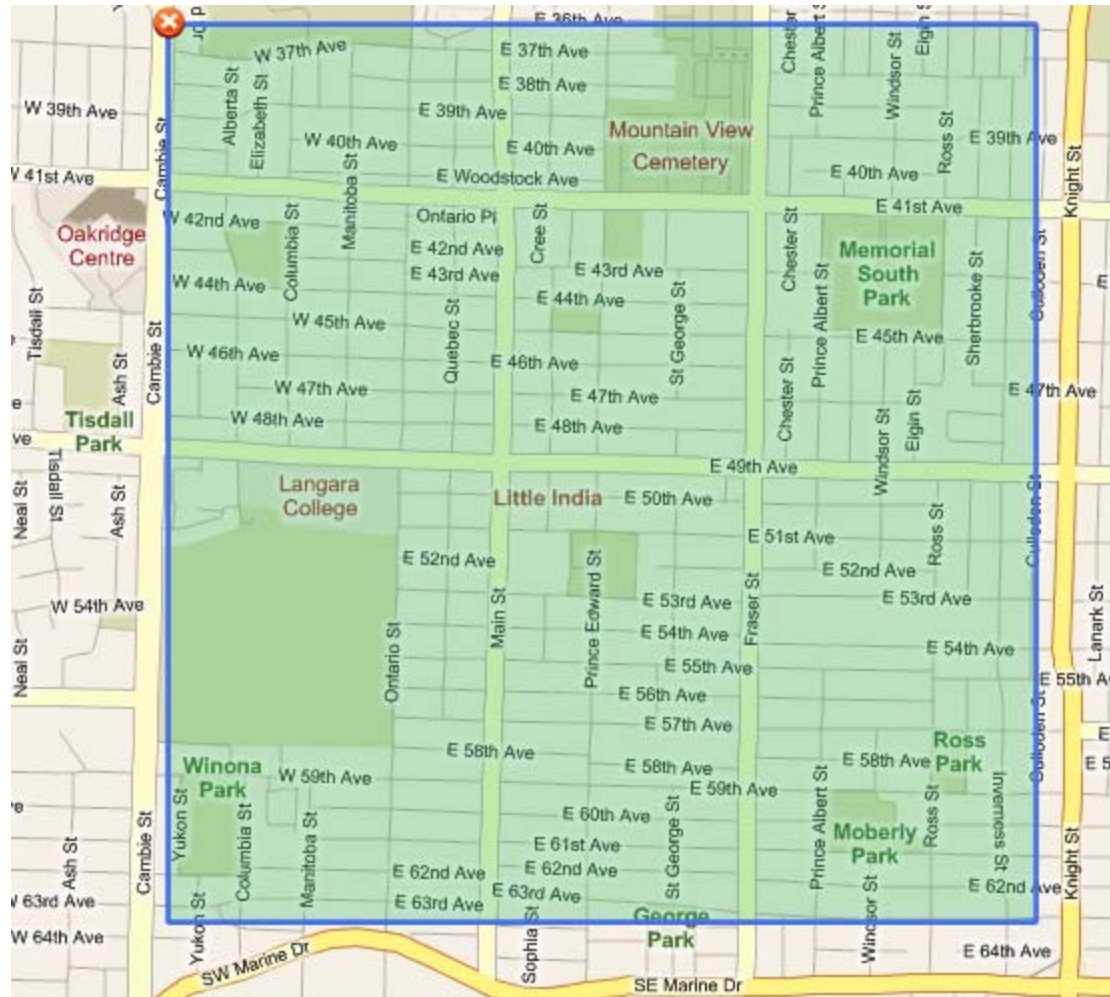 E 36th Ave
W 37th Ave
E 37th Ave
E 38th Ave
W 39th Ave
E 39th Ave
E 39th Ave
Alberta St
Elizabeth St
Chester
Prince Albert S
Windsor St
Elgin
Ross St
W 40th Ave
E 40th Ave
Mountain View
Cemetery
E 40th Ave
Cambie St
Manitoba St
Knight St
W 41st Ave
E Woodstock Ave
E 41st Ave
W 42nd Ave
Ontario Pl
Oakridge
Centre
Columbia St
E 42nd Ave
E 43rd Ave
Cree St
E 43rd Ave
Chester St
Memorial
South
Park
Culloden St
W 44th Ave
E 44th Ave
St George St
Prince Albert St
Sherbrooke St
Tisdall St
W 45th Ave
E 45th Ave
Cambie St
Ash St
W 46th Ave
Quebec St
E 46th Ave
W 47th Ave
E 47th Ave
E 47th Ave
Chester St
Windsor St
Elgin St
Tisdall
Park
W 48th Ave
E 48th Ave
E 49th Ave
Tisdall St
Neal St
Ash St
Langara
College
Little India
E 50th Ave
Ross St
Culloden St
E 51st Ave
E 52nd Ave
E 52nd Ave
W 54th Ave
Main St
Prince Edward St
E 53rd Ave
Fraser St
E 53rd Ave
Neal St
Ontario St
E 54th Ave
E 54th Ave
Lanark St
E 55th Ave
E 55th Av
E 56th Ave
E 57th Ave
Culloden St
E 58th Ave
E 58th Ave
E 58th Ave
Ross
Park
E 5
Winona
Park
W 59th Ave
E 59th Ave
Inverness St
Yukon St
Columbia St
Manitoba St
E 60th Ave
St George St
Prince Albert St
Moberly
Park
Ross St
Cambie St
Ash St
E 61st Ave
E 62nd Ave
E 62nd Ave
E 62nd Ave
Knight St
W 63rd Ave
E 63rd Ave
E 63rd Ave
Windsor St
Yukon St
Sophia St
George
Park
W 64th Ave
E 64th Ave
SW Marine Dr
SE Marine Dr